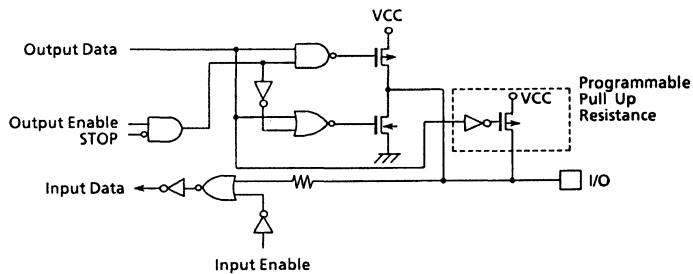 VCC
Output Data
VCC
Programmable
Pull Up
Resistance
Output Enable
STOP
Input Data
I/O
Input Enable